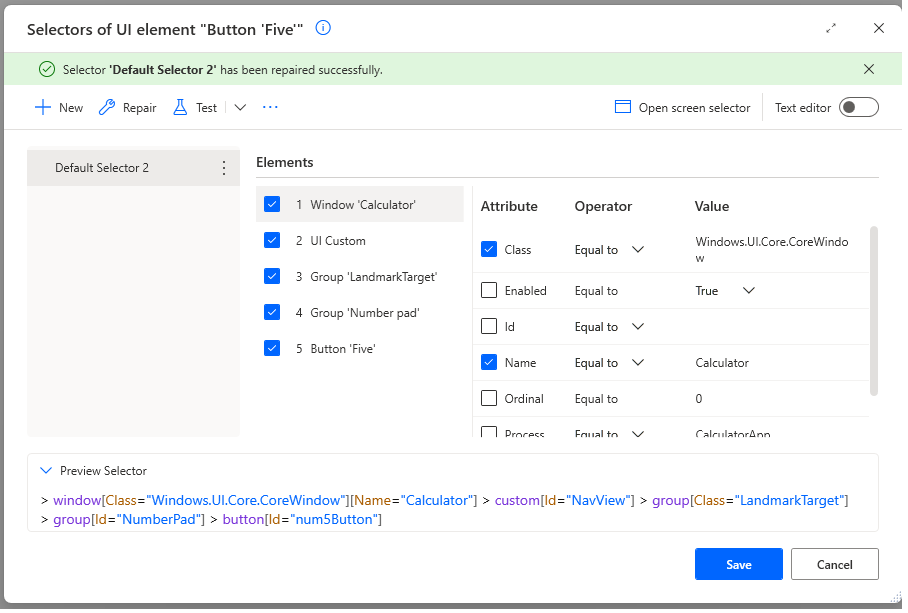 Selectors of UI element "Button 'Five'"
Selector 'Default Selector 2' has been repaired successfully.
New Repair Test Open screen selector Text editor
Default Selector 2
Elements
1 Window 'Calculator'
2 UI Custom
3 Group 'LandmarkTarget'
4 Group 'Number pad'
5 Button 'Five'
Attribute Operator Value
Class Equal to Windows.UI.Core.CoreWindo
w
Enabled Equal to True
Id Equal to
Name Equal to Calculator
Ordinal Equal to 0
Process Equal to CalculatorApp
Preview Selector
> window[Class="Windows.UI.Core.CoreWindow"][Name="Calculator"] > custom[Id="NavView"] > group[Class="LandmarkTarget"]
> group[Id="NumberPad"] > button[Id="num5Button"]
Save Cancel